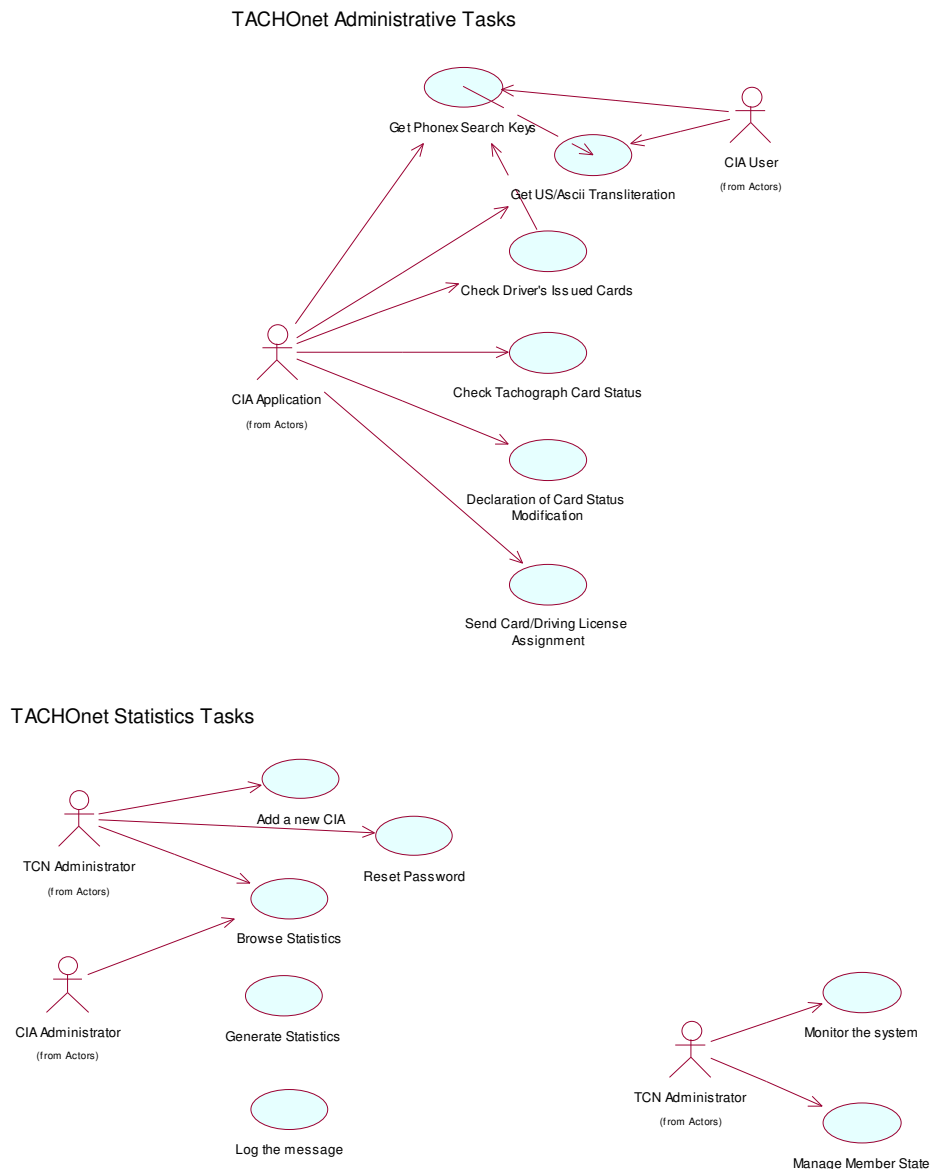 TACHOnet Administrative Tasks
Get Phonex Search Keys
CIA User
(from Actors)
Get US/Ascii Transliteration
Check Driver's Issued Cards
CIA Application
(from Actors)
Check Tachograph Card Status
Declaration of Card Status
Modification
Send Card/Driving License
Assignment
TACHOnet Statistics Tasks
Add a new CIA
TCN Administrator
(from Actors)
Reset Password
Browse Statistics
CIA Administrator
(from Actors)
Generate Statistics
Monitor the system
TCN Administrator
(from Actors)
Log the message
Manage Member State